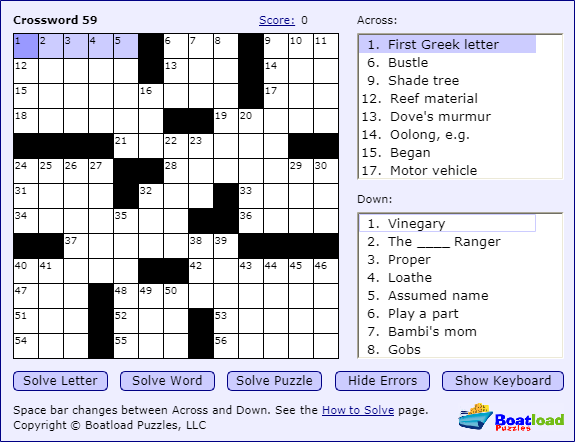 Crossword 59 Score: 0
1 2 3 4 5 6 7 8 9 10 11
12 13 14
15 16 17
18 19 20
21 22 23
24 25 26 27 28 29 30
31 32 33
34 35 36
37 38 39
40 41 42 43 44 45 46
47 48 49 50
51 52 53
54 55 56
Across:
1. First Greek letter
6. Bustle
9. Shade tree
12. Reef material
13. Dove's murmur
14. Oolong, e.g.
15. Began
17. Motor vehicle
Down:
1. Vinegary
2. The ____ Ranger
3. Proper
4. Loathe
5. Assumed name
6. Play a part
7. Bambi's mom
8. Gobs
Solve Letter Solve Word Solve Puzzle Hide Errors Show Keyboard
Space bar changes between Across and Down. See the How to Solve page.
Copyright © Boatload Puzzles, LLC
Boatload
Puzzles